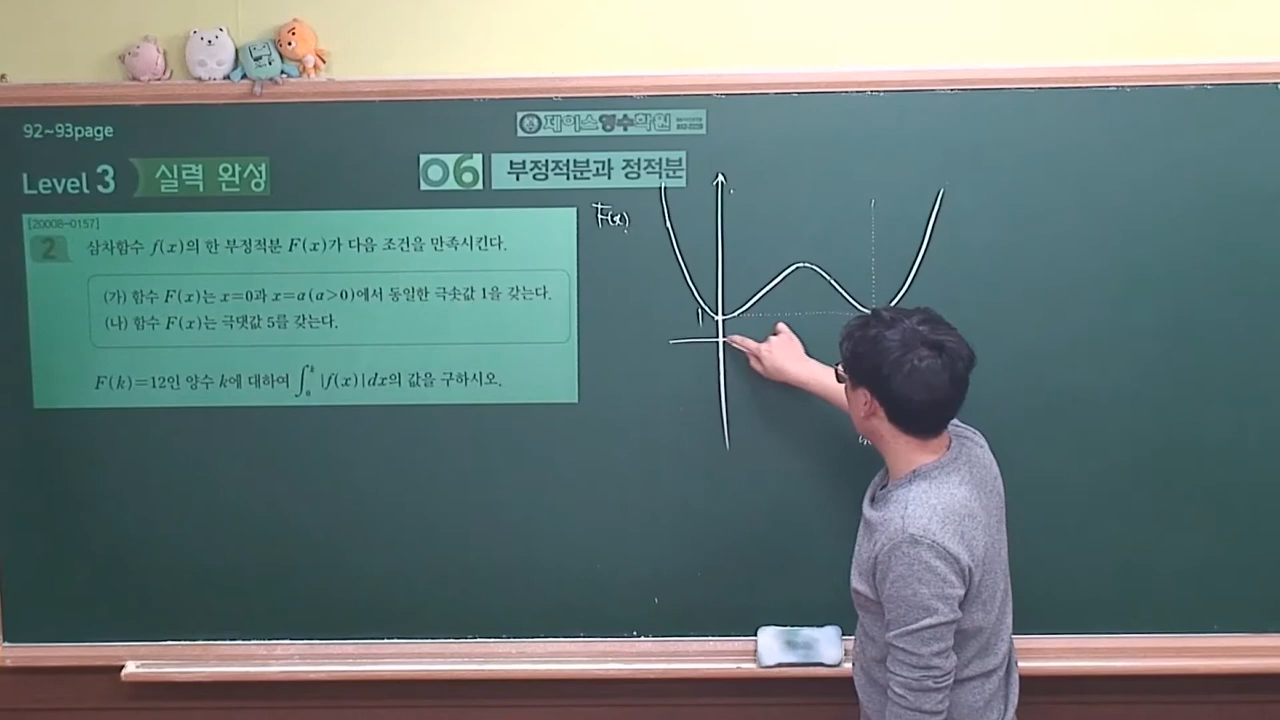 92~93page
제이스영수학원
Level 3 실력 완성
06 부정적분과 정적분
[20008-0157]
2 삼차함수 f(x)의 한 부정적분 F(x)가 다음 조건을 만족시킨다.
(가) 함수 F(x)는 x=0과 x=a(a>0)에서 동일한 극솟값 1을 갖는다.
(나) 함수 F(x)는 극댓값 5를 갖는다.
F(k)=12인 양수 k에 대하여 ∫₀ᵏ |f(x)|dx의 값을 구하시오.
F(x)
1